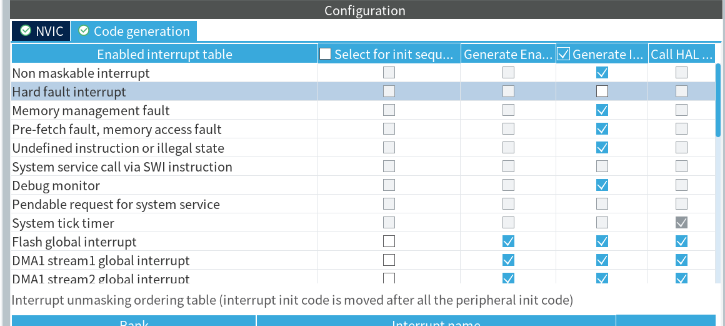 Configuration
NVIC Code generation
Enabled interrupt table Select for init sequ... Generate Ena... Generate I... Call HAL ...
Non maskable interrupt
Hard fault interrupt
Memory management fault
Pre-fetch fault, memory access fault
Undefined instruction or illegal state
System service call via SWI instruction
Debug monitor
Pendable request for system service
System tick timer
Flash global interrupt
DMA1 stream1 global interrupt
DMA1 stream2 global interrupt
Interrupt unmasking ordering table (interrupt init code is moved after all the peripheral init code)
Rank Interrupt name